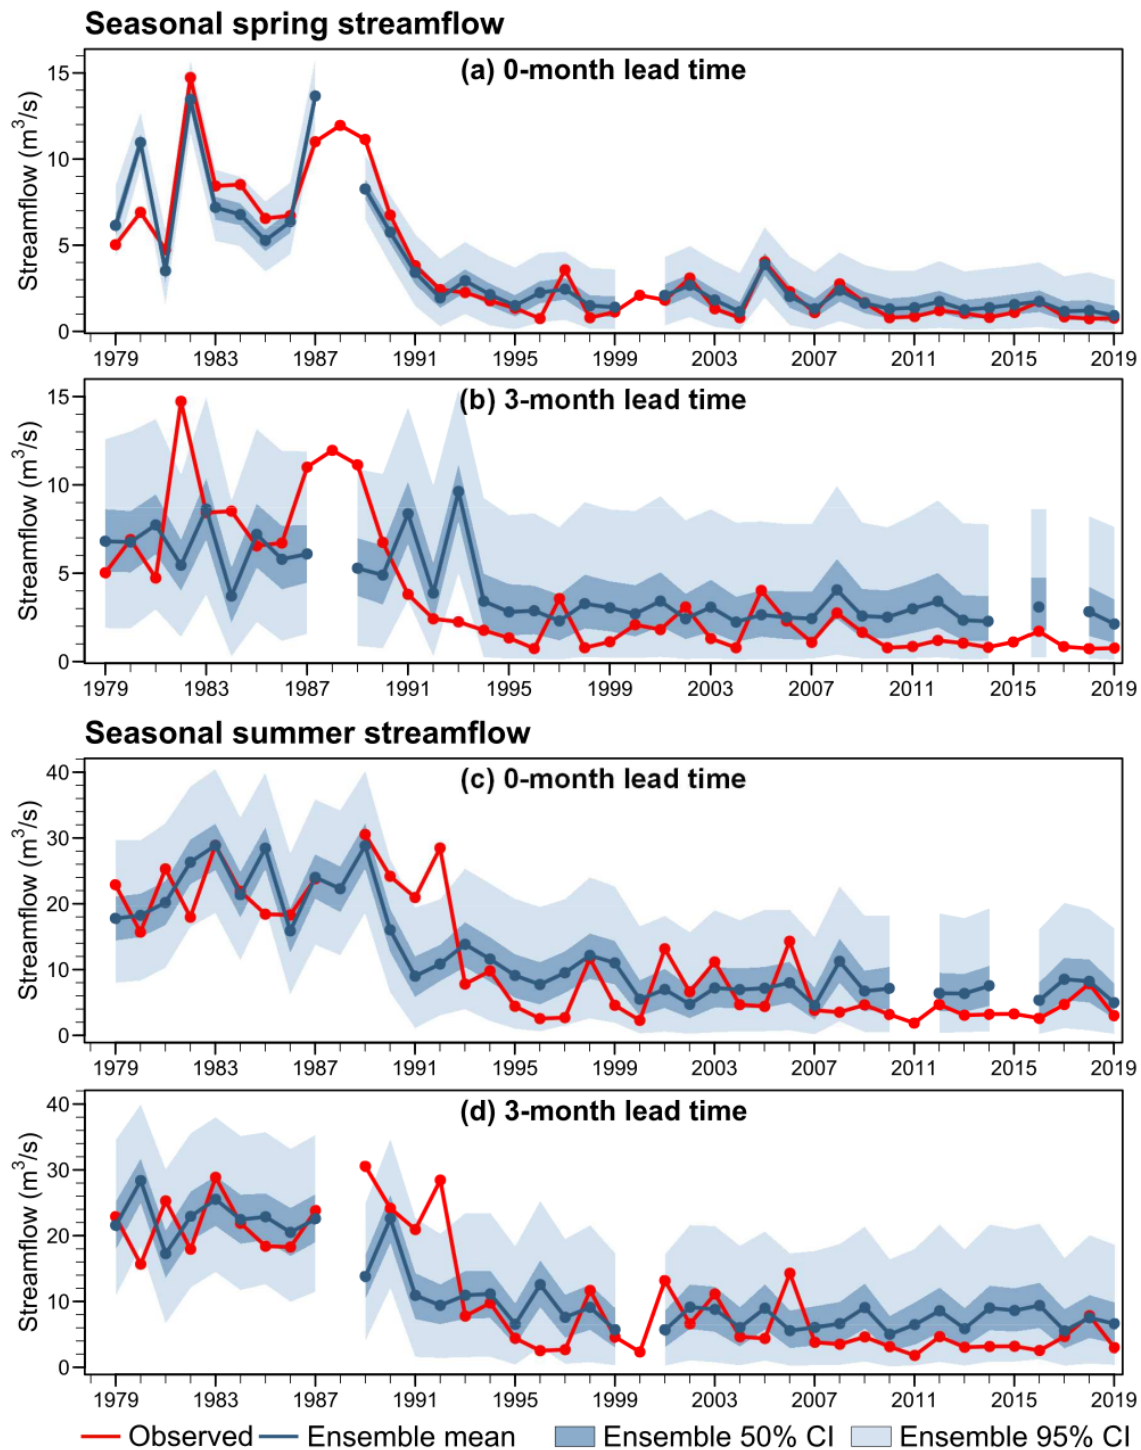 Seasonal spring streamflow
(a) 0-month lead time
Streamflow (m³/s)
15
10
5
0
1979 1983 1987 1991 1995 1999 2003 2007 2011 2015 2019
(b) 3-month lead time
Streamflow (m³/s)
15
10
5
0
1979 1983 1987 1991 1995 1999 2003 2007 2011 2015 2019
Seasonal summer streamflow
(c) 0-month lead time
Streamflow (m³/s)
40
30
20
10
0
1979 1983 1987 1991 1995 1999 2003 2007 2011 2015 2019
(d) 3-month lead time
Streamflow (m³/s)
40
30
20
10
0
1979 1983 1987 1991 1995 1999 2003 2007 2011 2015 2019
Observed Ensemble mean Ensemble 50% CI Ensemble 95% CI